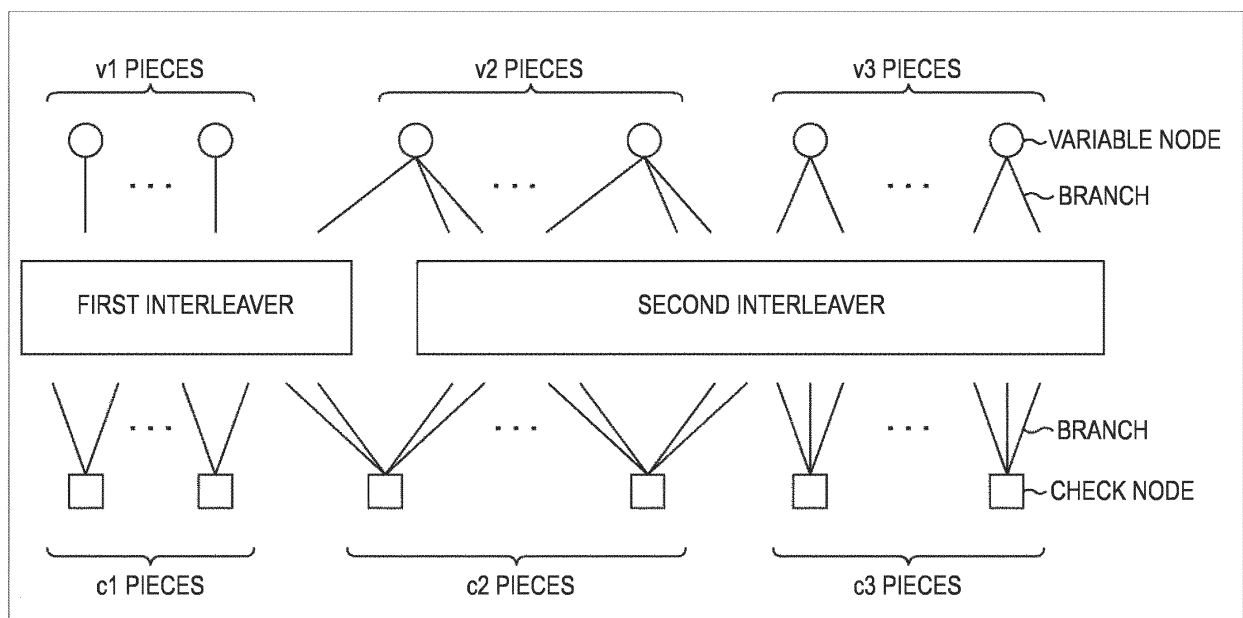 v1 PIECES
v2 PIECES
v3 PIECES
VARIABLE NODE
. . .
. . .
. . .
BRANCH
FIRST INTERLEAVER
SECOND INTERLEAVER
. . .
. . .
. . .
BRANCH
CHECK NODE
c1 PIECES
c2 PIECES
c3 PIECES